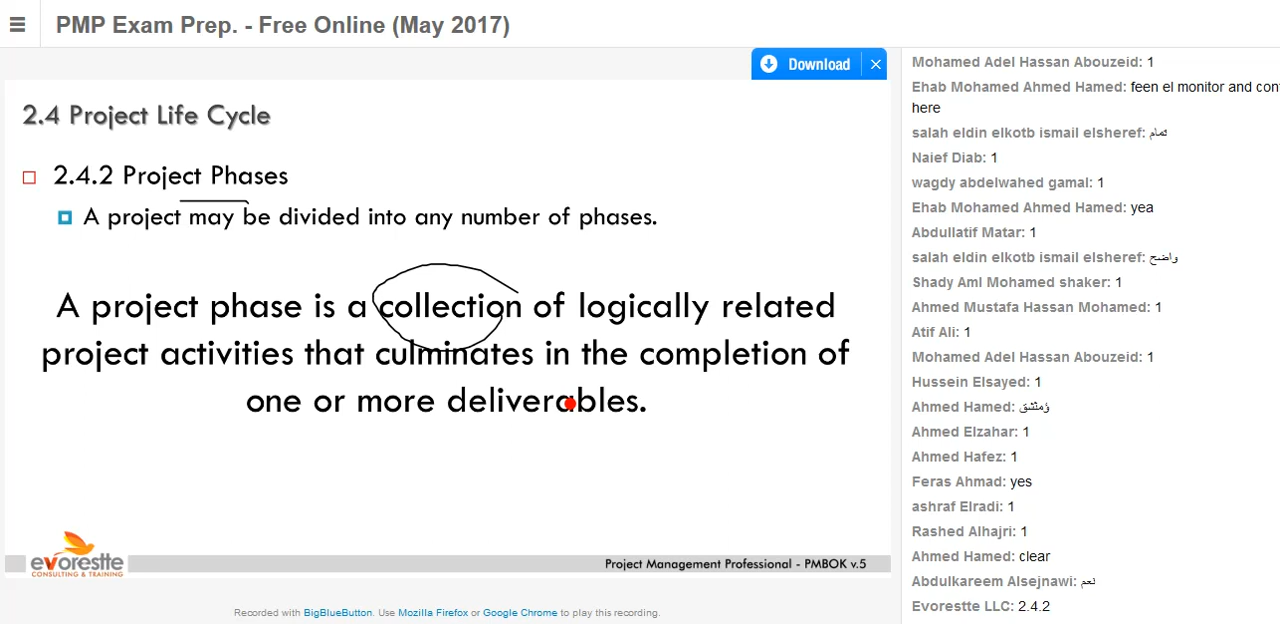 PMP Exam Prep. - Free Online (May 2017)
Download
2.4 Project Life Cycle
2.4.2 Project Phases
A project may be divided into any number of phases.
A project phase is a collection of logically related
project activities that culminates in the completion of
one or more deliverables.
evorestte
CONSULTING & TRAINING
Project Management Professional - PMBOK v.5
Recorded with BigBlueButton. Use Mozilla Firefox or Google Chrome to play this recording.
Mohamed Adel Hassan Abouzeid: 1
Ehab Mohamed Ahmed Hamed: feen el monitor and con
here
salah eldin elkotb ismail elsheref: تمام
Naief Diab: 1
wagdy abdelwahed gamal: 1
Ehab Mohamed Ahmed Hamed: yea
Abdullatif Matar: 1
salah eldin elkotb ismail elsheref: واضح
Shady Aml Mohamed shaker: 1
Ahmed Mustafa Hassan Mohamed: 1
Atif Ali: 1
Mohamed Adel Hassan Abouzeid: 1
Hussein Elsayed: 1
Ahmed Hamed: ؤمثشق
Ahmed Elzahar: 1
Ahmed Hafez: 1
Feras Ahmad: yes
ashraf Elradi: 1
Rashed Alhajri: 1
Ahmed Hamed: clear
Abdulkareem Alsejnawi: نعم
Evorestte LLC: 2.4.2